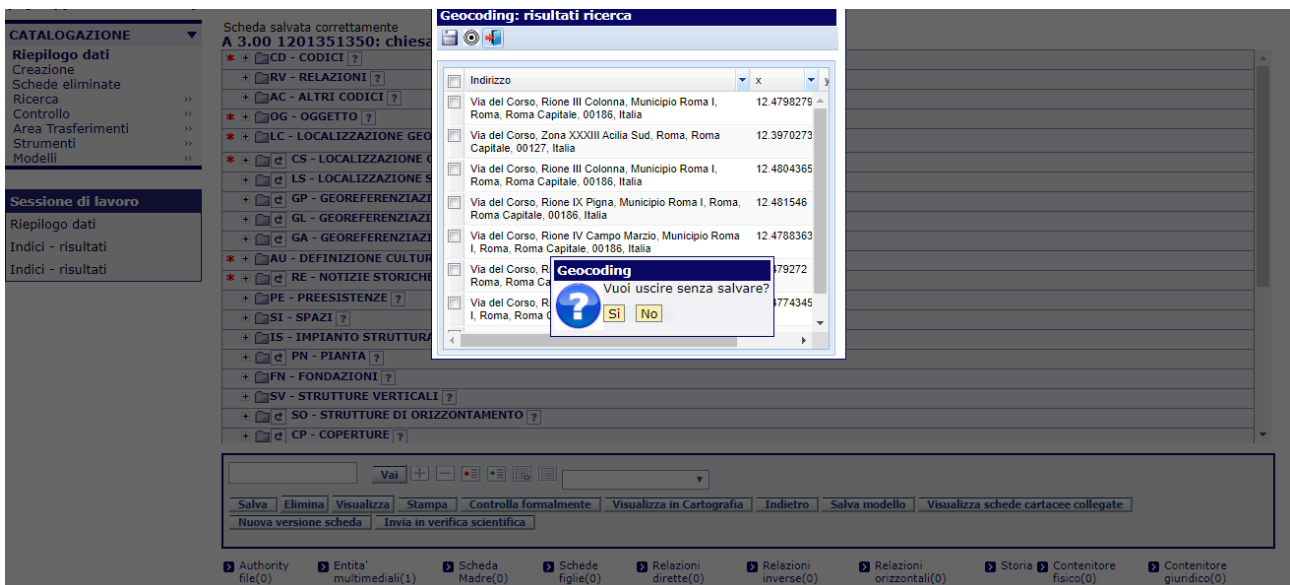 CATALOGAZIONE
Riepilogo dati
Creazione
Schede eliminate
Ricerca
Controllo
Area Trasferimenti
Strumenti
Modelli
Sessione di lavoro
Riepilogo dati
Indici - risultati
Indici - risultati
Scheda salvata correttamente
A 3.00 1201351350: chiesa
* + CD - CODICI ?
+ RV - RELAZIONI ?
+ AC - ALTRI CODICI ?
* + OG - OGGETTO ?
* + LC - LOCALIZZAZIONE GEO
* + CS - LOCALIZZAZIONE
+ LS - LOCALIZZAZIONE S
+ GP - GEOREFERENZIAZI
+ GL - GEOREFERENZIAZI
+ GA - GEOREFERENZIAZI
* + AU - DEFINIZIONE CULTUR
* + RE - NOTIZIE STORICHE
+ PE - PREESISTENZE ?
+ SI - SPAZI ?
+ IS - IMPIANTO STRUTTURA
+ PN - PIANTA ?
+ FN - FONDAZIONI ?
+ SV - STRUTTURE VERTICALI ?
+ SO - STRUTTURE DI ORIZZONTAMENTO ?
+ CP - COPERTURE ?
Geocoding: risultati ricerca
Indirizzo x y
Via del Corso, Rione III Colonna, Municipio Roma I, 12.4798279
Roma, Roma Capitale, 00186, Italia
Via del Corso, Zona XXXIII Acilia Sud, Roma, Roma 12.3970273
Capitale, 00127, Italia
Via del Corso, Rione III Colonna, Municipio Roma I, 12.4804365
Roma, Roma Capitale, 00186, Italia
Via del Corso, Rione IX Pigna, Municipio Roma I, Roma, 12.481546
Roma Capitale, 00186, Italia
Via del Corso, Rione IV Campo Marzio, Municipio Roma 12.4788363
I, Roma, Roma Capitale, 00186, Italia
Via del Corso, R 479272
Roma, Roma Ca
Via del Corso, R 4774345
I, Roma, Roma
Geocoding
Vuoi uscire senza salvare?
Sì No
Vai
Salva Elimina Visualizza Stampa Controlla formalmente Visualizza in Cartografia Indietro Salva modello Visualizza schede cartacee collegate
Nuova versione scheda Invia in verifica scientifica
Authority Entita' Scheda Schede Relazioni Relazioni Relazioni Storia Contenitore Contenitore
file(0) multimediali(1) Madre(0) figlie(0) dirette(0) inverse(0) orizzontali(0) fisico(0) giuridico(0)